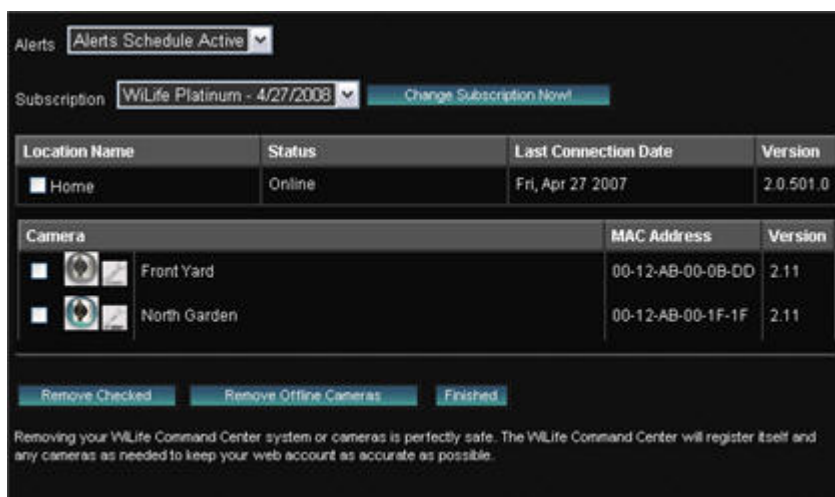 Alerts Alerts Schedule Active
Subscription WiLife Platinum - 4/27/2008 Change Subscription Now!
Location Name Status Last Connection Date Version
Home Online Fri, Apr 27 2007 2.0.501.0
Camera MAC Address Version
Front Yard 00-12-AB-00-0B-DD 2.11
North Garden 00-12-AB-00-1F-1F 2.11
Remove Checked Remove Offline Cameras Finished
Removing your WiLife Command Center system or cameras is perfectly safe. The WiLife Command Center will register itself and
any cameras as needed to keep your web account as accurate as possible.